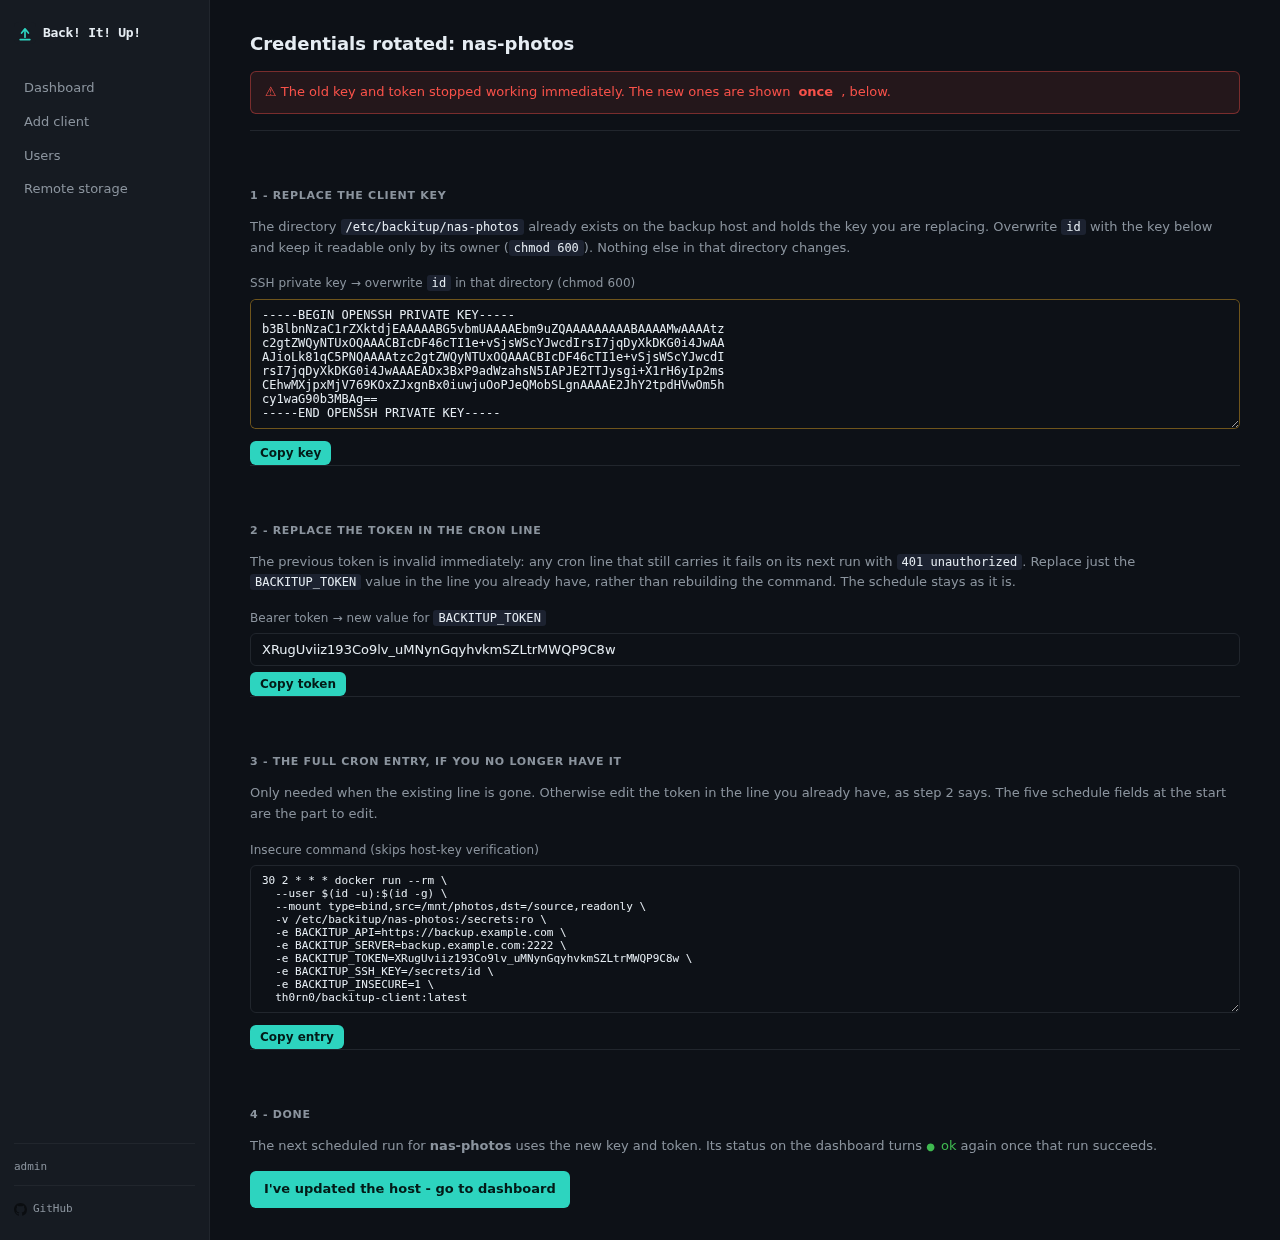 Back! It! Up!
Dashboard
Add client
Users
Remote storage
admin
GitHub
Credentials rotated: nas-photos
⚠ The old key and token stopped working immediately. The new ones are shown once , below.
1 - REPLACE THE CLIENT KEY
The directory /etc/backitup/nas-photos already exists on the backup host and holds the key you are replacing. Overwrite id with the key below
and keep it readable only by its owner ( chmod 600 ). Nothing else in that directory changes.
SSH private key → overwrite id in that directory (chmod 600)
-----BEGIN OPENSSH PRIVATE KEY-----
b3BlbnNzaC1rZXktdjEAAAAABG5vbmUAAAAEbm9uZQAAAAAAAAABAAAAMwAAAAtz
c2gtZWQyNTUxOQAAACBIcDF46cTI1e+vSjsWScYJwcdIrsI7jqDyXkDKG0i4JwAA
AJioLk81qC5PNQAAAAtzc2gtZWQyNTUxOQAAACBIcDF46cTI1e+vSjsWScYJwcdI
rsI7jqDyXkDKG0i4JwAAAEADx3BxP9adWzahsN5IAPJE2TTJysgi+X1rH6yIp2ms
CEhwMXjpxMjV769KOxZJxgnBx0iuwjuOoPJeQMobSLgnAAAAE2JhY2tpdHVwOm5h
cy1waG90b3MBAg==
-----END OPENSSH PRIVATE KEY-----
Copy key
2 - REPLACE THE TOKEN IN THE CRON LINE
The previous token is invalid immediately: any cron line that still carries it fails on its next run with 401 unauthorized . Replace just the
BACKITUP_TOKEN value in the line you already have, rather than rebuilding the command. The schedule stays as it is.
Bearer token → new value for BACKITUP_TOKEN
XRugUviiz193Co9lv_uMNynGqyhvkmSZLtrMWQP9C8w
Copy token
3 - THE FULL CRON ENTRY, IF YOU NO LONGER HAVE IT
Only needed when the existing line is gone. Otherwise edit the token in the line you already have, as step 2 says. The five schedule fields at the start
are the part to edit.
Insecure command (skips host-key verification)
30 2 * * * docker run --rm \
--user $(id -u):$(id -g) \
--mount type=bind,src=/mnt/photos,dst=/source,readonly \
-v /etc/backitup/nas-photos:/secrets:ro \
-e BACKITUP_API=https://backup.example.com \
-e BACKITUP_SERVER=backup.example.com:2222 \
-e BACKITUP_TOKEN=XRugUviiz193Co9lv_uMNynGqyhvkmSZLtrMWQP9C8w \
-e BACKITUP_SSH_KEY=/secrets/id \
-e BACKITUP_INSECURE=1 \
th0rn0/backitup-client:latest
Copy entry
4 - DONE
The next scheduled run for nas-photos uses the new key and token. Its status on the dashboard turns ● ok again once that run succeeds.
I've updated the host - go to dashboard